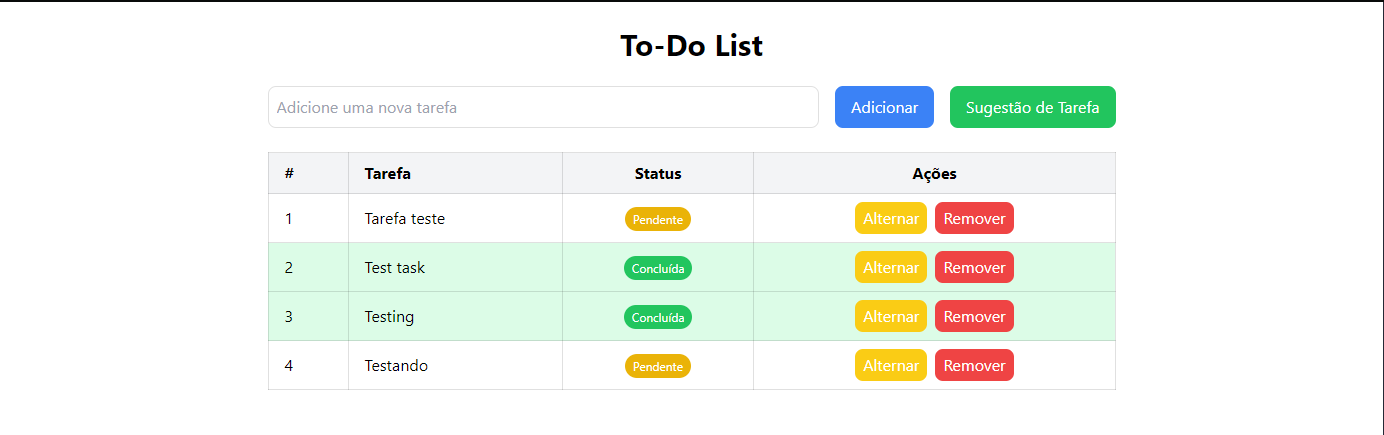 To-Do List
Adicione uma nova tarefa Adicionar Sugestão de Tarefa
# Tarefa Status Ações
1 Tarefa teste Pendente Alternar Remover
2 Test task Concluída Alternar Remover
3 Testing Concluída Alternar Remover
4 Testando Pendente Alternar Remover